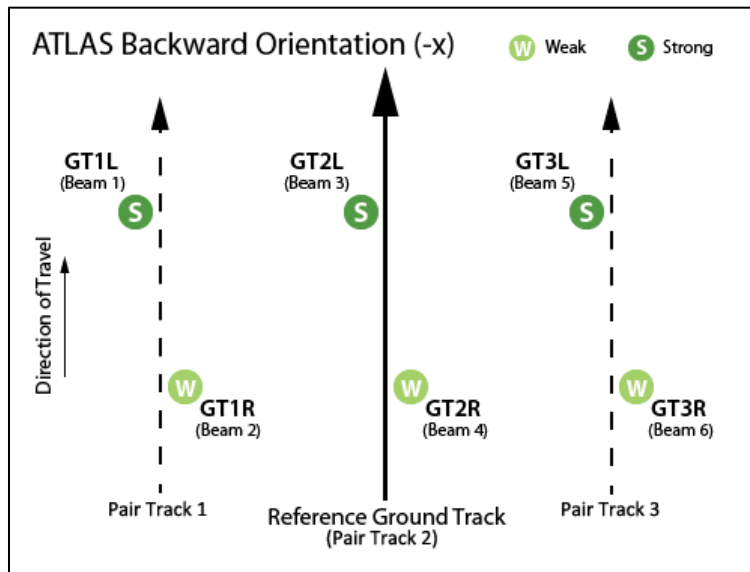 ATLAS Backward Orientation (-x)
W Weak
S Strong
GT1L
(Beam 1)
S
GT2L
(Beam 3)
S
GT3L
(Beam 5)
S
Direction of Travel
W
GT1R
(Beam 2)
W
GT2R
(Beam 4)
W
GT3R
(Beam 6)
Pair Track 1
Reference Ground Track
(Pair Track 2)
Pair Track 3